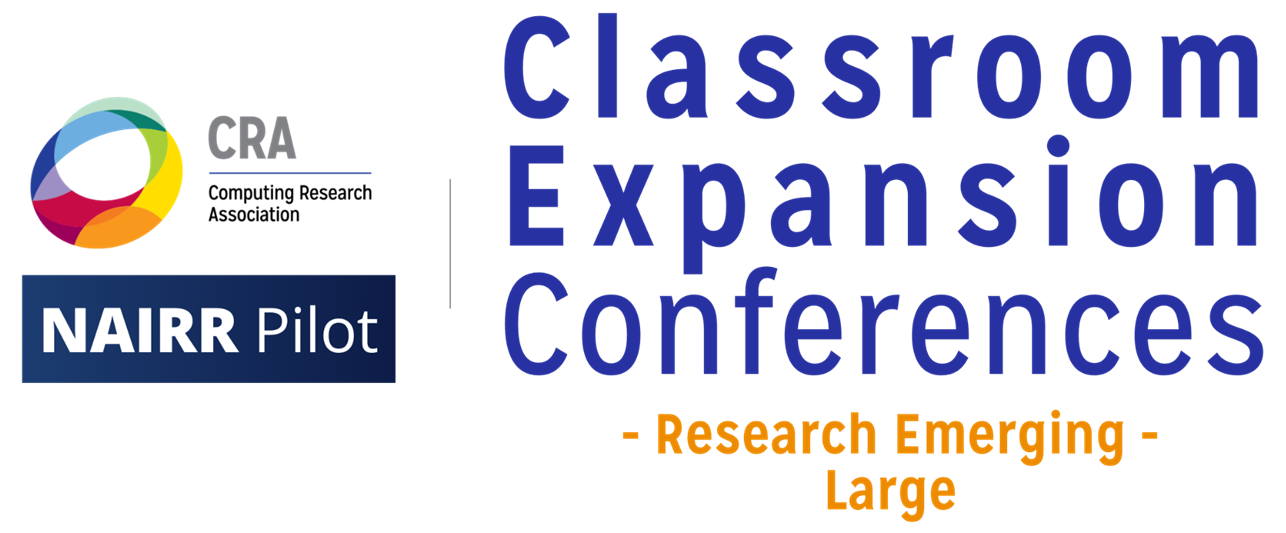 CRA
Computing Research
Association
NAIRR Pilot
Classroom
Expansion
Conferences
- Research Emerging -
Large